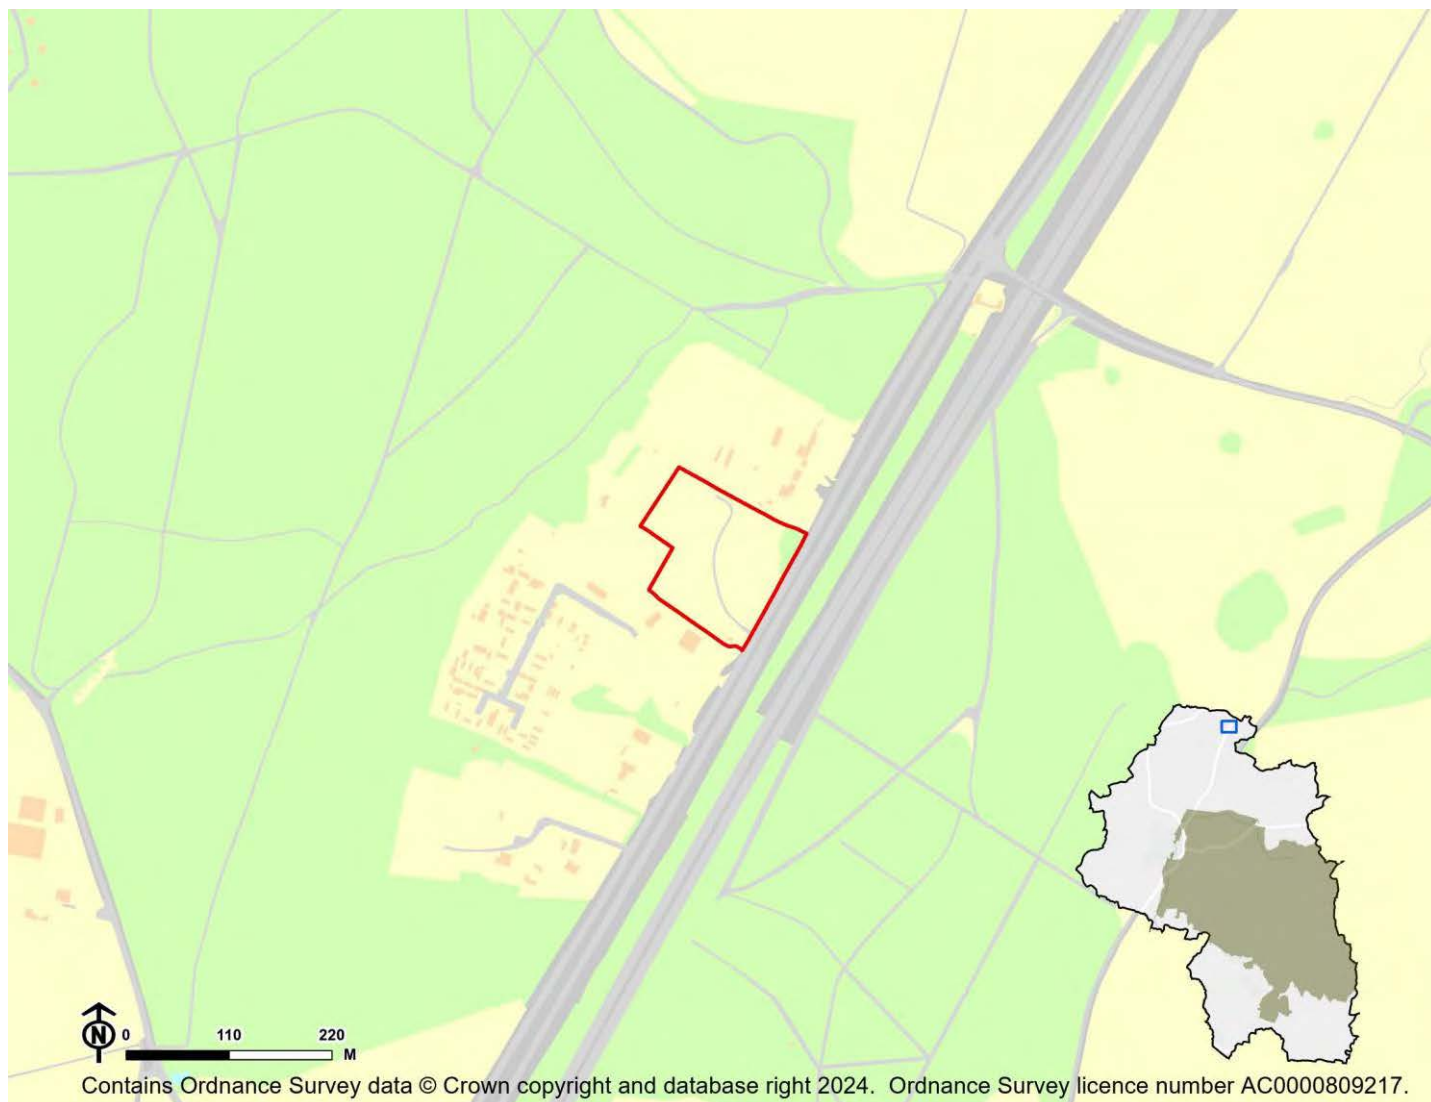 N 0 110 220
M
Contains Ordnance Survey data © Crown copyright and database right 2024. Ordnance Survey licence number AC0000809217.